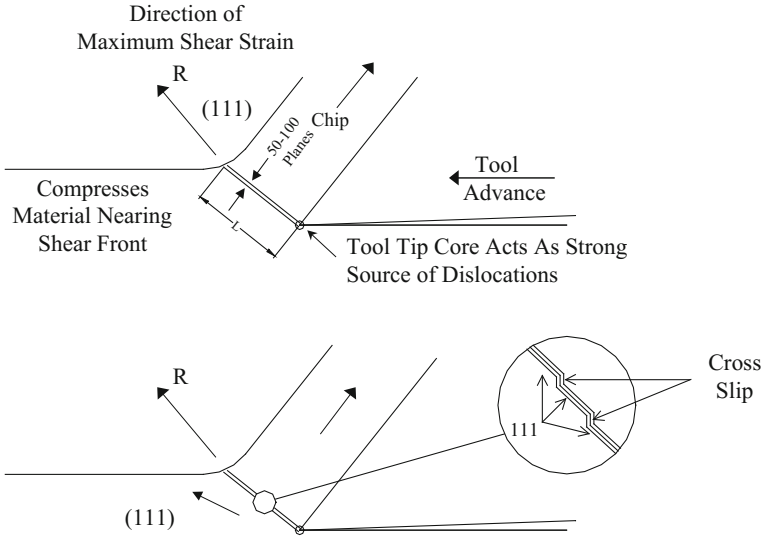 Direction of
Maximum Shear Strain
R
(111)
50-100
Planes
Chip
Tool
Advance
Compresses
Material Nearing
Shear Front
L
Tool Tip Core Acts As Strong
Source of Dislocations
R
Cross
Slip
111
(111)